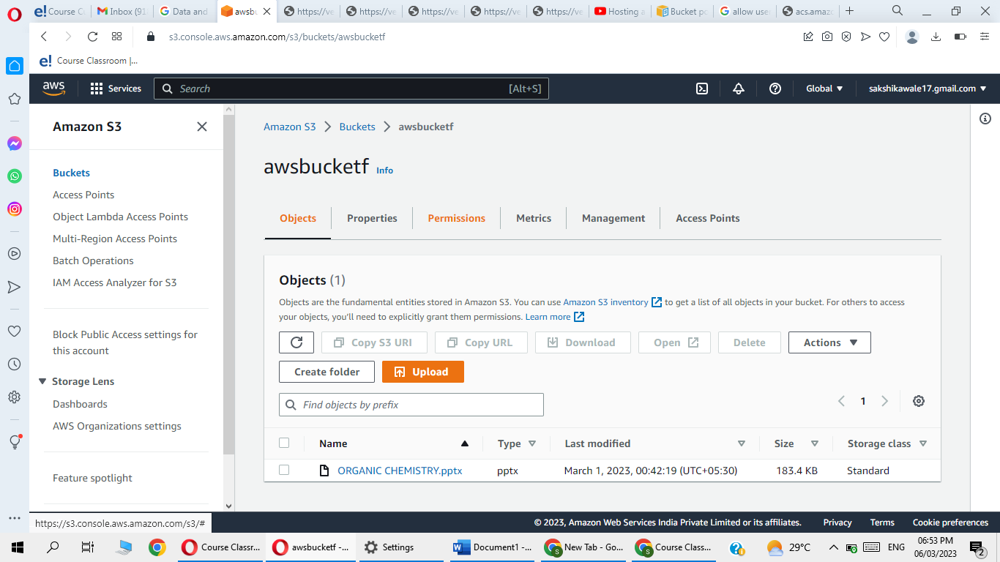 Course Cl
Inbox (91
Data and
awsbu
https://ve
https://ve
https://ve
https://ve
https://ve
Hosting a
Bucket po
allow user
acs.amazo
s3.console.aws.amazon.com/s3/buckets/awsbucketf
e! Course Classroom |...
aws
Services
Search
[Alt+S]
Global
sakshikawale17.gmail.com
Amazon S3
Buckets
Access Points
Object Lambda Access Points
Multi-Region Access Points
Batch Operations
IAM Access Analyzer for S3
Block Public Access settings for
this account
Storage Lens
Dashboards
AWS Organizations settings
Feature spotlight
https://s3.console.aws.amazon.com/s3/#
Amazon S3 > Buckets > awsbucketf
awsbucketf Info
Objects
Properties
Permissions
Metrics
Management
Access Points
Objects (1)
Objects are the fundamental entities stored in Amazon S3. You can use Amazon S3 inventory to get a list of all objects in your bucket. For others to access
your objects, you'll need to explicitly grant them permissions. Learn more
Copy S3 URI
Copy URL
Download
Open
Delete
Actions
Create folder
Upload
Find objects by prefix
1
Name
Type
Last modified
Size
Storage class
ORGANIC CHEMISTRY.pptx
pptx
March 1, 2023, 00:42:19 (UTC+05:30)
183.4 KB
Standard
© 2023, Amazon Web Services India Private Limited or its affiliates.
Privacy
Terms
Cookie preferences
Course Classr...
awsbucketf -...
Settings
Document1 -...
New Tab - Go...
Course Class...
29°C
ENG
06:53 PM
06/03/2023
2